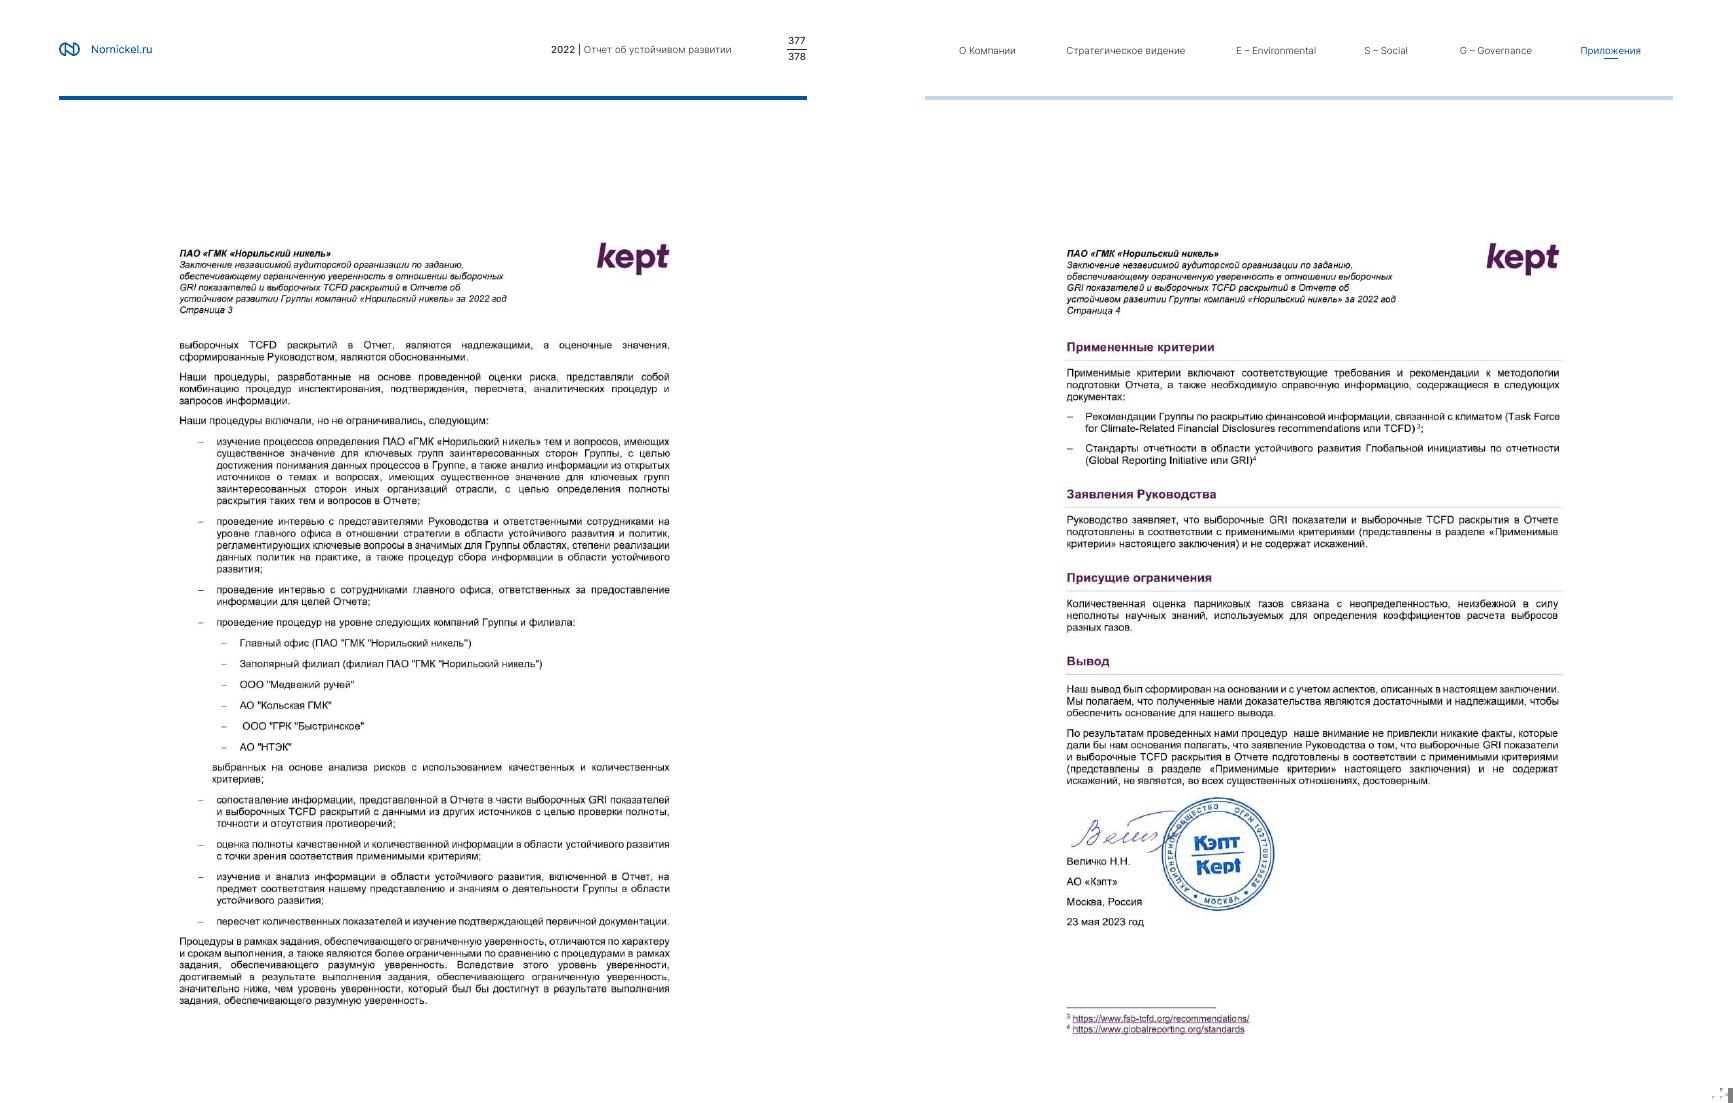 Nornickel.ru
2022 | Отчет об устойчивом развитии
377
378
О Компании
Стратегическое видение
E – Environmental
S – Social
G – Governance
Приложения
ПАО «ГМК «Норильский никель»
Заключение независимой аудиторской организации по заданию,
обеспечивающему ограниченную уверенность в отношении выборочных
GRI показателей и выборочных TCFD раскрытий в Отчете об
устойчивом развитии Группы компаний «Норильский никель» за 2022 год
Страница 3
kept
выборочных TCFD раскрытий в Отчет, являются надлежащими, а оценочные значения,
сформированные Руководством, являются обоснованными.
Наши процедуры, разработанные на основе проведенной оценки риска, представляли собой
комбинацию процедур инспектирования, подтверждения, пересчета, аналитических процедур и
запросов информации.
Наши процедуры включали, но не ограничивались, следующим:
– изучение процессов определения ПАО «ГМК «Норильский никель» тем и вопросов, имеющих
существенное значение для ключевых групп заинтересованных сторон Группы, с целью
достижения понимания данных процессов в Группе, а также анализ информации из открытых
источников о темах и вопросах, имеющих существенное значение для ключевых групп
заинтересованных сторон иных организаций отрасли, с целью определения полноты
раскрытия таких тем и вопросов в Отчете;
– проведение интервью с представителями Руководства и ответственными сотрудниками на
уровне главного офиса в отношении стратегии в области устойчивого развития и политик,
регламентирующих ключевые вопросы в значимых для Группы областях, степени реализации
данных политик на практике, а также процедур сбора информации в области устойчивого
развития;
– проведение интервью с сотрудниками главного офиса, ответственных за предоставление
информации для целей Отчета;
– проведение процедур на уровне следующих компаний Группы и филиала:
– Главный офис (ПАО "ГМК "Норильский никель")
– Заполярный филиал (филиал ПАО "ГМК "Норильский никель")
– ООО "Медвежий ручей"
– АО "Кольская ГМК"
– ООО "ГРК "Быстринское"
– АО "НТЭК"
выбранных на основе анализа рисков с использованием качественных и количественных
критериев;
– сопоставление информации, представленной в Отчете в части выборочных GRI показателей
и выборочных TCFD раскрытий с данными из других источников с целью проверки полноты,
точности и отсутствия противоречий;
– оценка полноты качественной и количественной информации в области устойчивого развития
с точки зрения соответствия применимыми критериям;
– изучение и анализ информации в области устойчивого развития, включенной в Отчет, на
предмет соответствия нашему представлению и знаниям о деятельности Группы в области
устойчивого развития;
– пересчет количественных показателей и изучение подтверждающей первичной документации.
Процедуры в рамках задания, обеспечивающего ограниченную уверенность, отличаются по характеру
и срокам выполнения, а также являются более ограниченными по сравнению с процедурами в рамках
задания, обеспечивающего разумную уверенность. Вследствие этого уровень уверенности,
достигаемый в результате выполнения задания, обеспечивающего ограниченную уверенность,
значительно ниже, чем уровень уверенности, который был бы достигнут в результате выполнения
задания, обеспечивающего разумную уверенность.
ПАО «ГМК «Норильский никель»
Заключение независимой аудиторской организации по заданию,
обеспечивающему ограниченную уверенность в отношении выборочных
GRI показателей и выборочных TCFD раскрытий в Отчете об
устойчивом развитии Группы компаний «Норильский никель» за 2022 год
Страница 4
kept
Примененные критерии
Применимые критерии включают соответствующие требования и рекомендации к методологии
подготовки Отчета, а также необходимую справочную информацию, содержащиеся в следующих
документах:
– Рекомендации Группы по раскрытию финансовой информации, связанной с климатом (Task Force
for Climate-Related Financial Disclosures recommendations или TCFD)³;
– Стандарты отчетности в области устойчивого развития Глобальной инициативы по отчетности
(Global Reporting Initiative или GRI)⁴
Заявления Руководства
Руководство заявляет, что выборочные GRI показатели и выборочные TCFD раскрытия в Отчете
подготовлены в соответствии с применимыми критериями (представлены в разделе «Применимые
критерии» настоящего заключения) и не содержат искажений.
Присущие ограничения
Количественная оценка парниковых газов связана с неопределенностью, неизбежной в силу
неполноты научных знаний, используемых для определения коэффициентов расчета выбросов
разных газов.
Вывод
Наш вывод был сформирован на основании и с учетом аспектов, описанных в настоящем заключении.
Мы полагаем, что полученные нами доказательства являются достаточными и надлежащими, чтобы
обеспечить основание для нашего вывода.
По результатам проведенных нами процедур наше внимание не привлекли никакие факты, которые
дали бы нам основания полагать, что заявление Руководства о том, что выборочные GRI показатели
и выборочные TCFD раскрытия в Отчете подготовлены в соответствии с применимыми критериями
(представлены в разделе «Применимые критерии» настоящего заключения) и не содержат
искажений, не является, во всех существенных отношениях, достоверным.
АКЦИОНЕРНОЕ ОБЩЕСТВО
ОГРН 1027700125628
Кэпт
Kept
МОСКВА
Величко Н.Н.
АО «Кэпт»
Москва, Россия
23 мая 2023 год
³ https://www.fsb-tcfd.org/recommendations/
⁴ https://www.globalreporting.org/standards